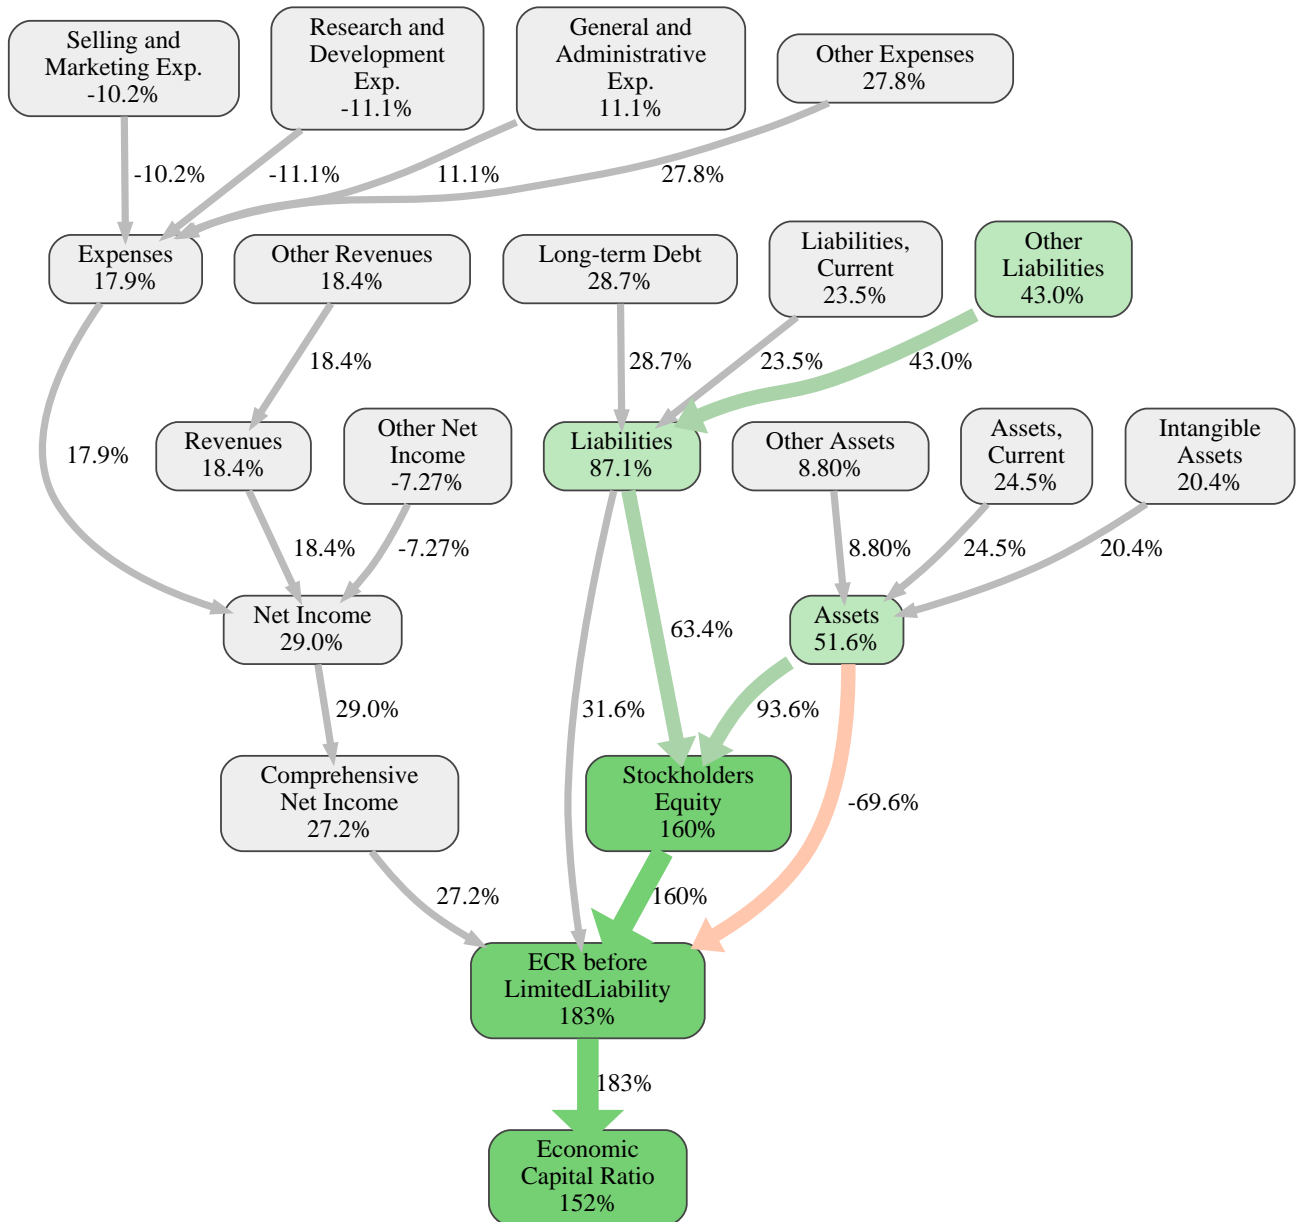 Selling and
Marketing Exp.
-10.2%
Research and
Development
Exp.
-11.1%
General and
Administrative
Exp.
11.1%
Other Expenses
27.8%
-10.2%
-11.1%
11.1%
27.8%
Expenses
17.9%
Other Revenues
18.4%
Long-term Debt
28.7%
Liabilities,
Current
23.5%
Other
Liabilities
43.0%
18.4%
28.7%
23.5%
43.0%
17.9%
Revenues
18.4%
Other Net
Income
-7.27%
Liabilities
87.1%
Other Assets
8.80%
Assets,
Current
24.5%
Intangible
Assets
20.4%
18.4%
-7.27%
8.80%
24.5%
20.4%
Net Income
29.0%
63.4%
Assets
51.6%
29.0%
31.6%
93.6%
Comprehensive
Net Income
27.2%
Stockholders
Equity
160%
-69.6%
27.2%
160%
ECR before
LimitedLiability
183%
183%
Economic
Capital Ratio
152%